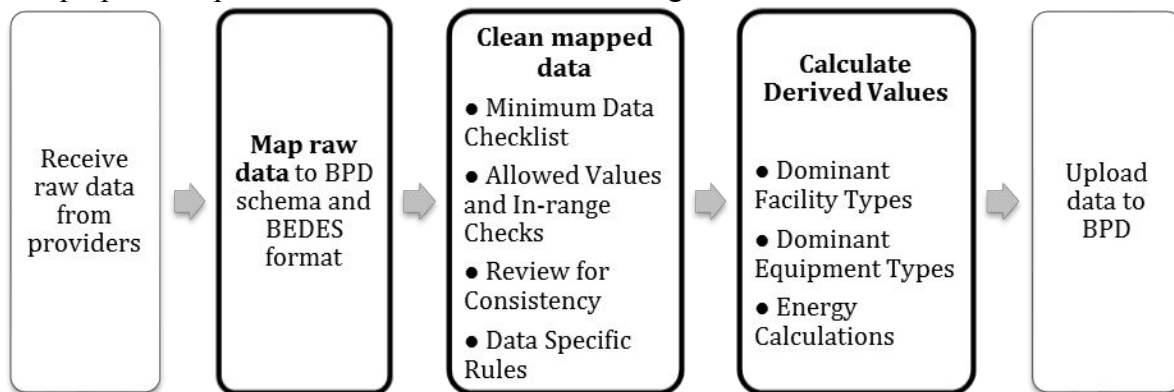 Receive
raw data
from
providers
Map raw
data to BPD
schema and
BEDES
format
Clean mapped
data
● Minimum Data
Checklist
● Allowed Values
and In-range
Checks
● Review for
Consistency
● Data Specific
Rules
Calculate
Derived Values
● Dominant
Facility Types
● Dominant
Equipment Types
● Energy
Calculations
Upload
data to
BPD